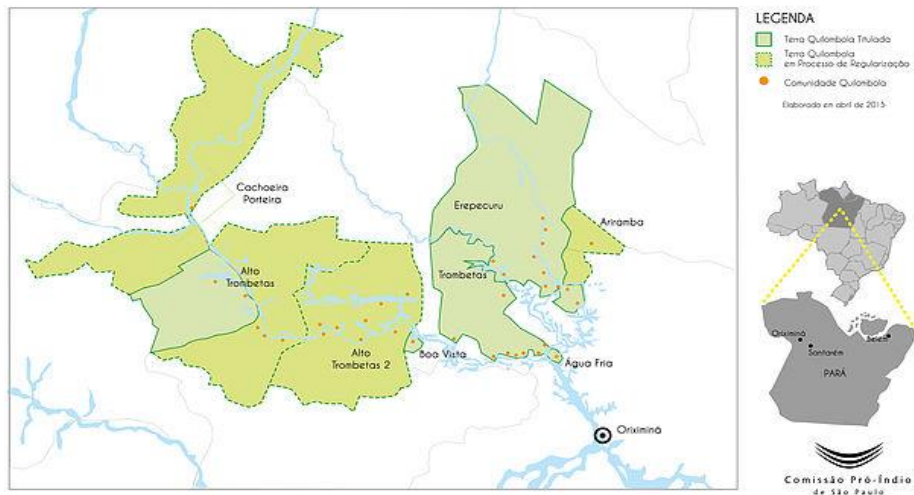 LEGENDA
Terra Quilombola Titulada
Terra Quilombola
em Processo de Regularização
Comunidade Quilombola
Elaborado em abril de 2015
Cachoeira
Porteira
Erepecuru
Ariramba
Alto
Trombetas
Trombetas
Alto
Trombetas 2
Boa Vista
Água Fria
Oriximiná
Oriximiná
Santarém
Belém
PARÁ
Comissão Pró-Índio
de São Paulo